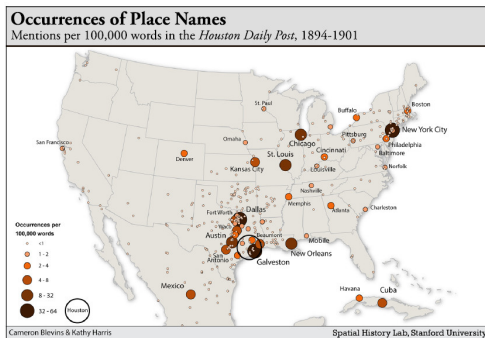 Occurrences of Place Names
Mentions per 100,000 words in the Houston Daily Post, 1894-1901
St. Paul
Boston
Buffalo
New York City
Omaha
Chicago
Pittsburg
Philadelphia
San Francisco
Cincinnati
Baltimore
Denver
St. Louis
Kansas City
Louisville
Norfolk
Nashville
Memphis
Atlanta
Charleston
Fort Worth
Dallas
Waco
Austin
Beaumont
Mobile
New Orleans
San
Antonio
Galveston
Mexico
Havana
Cuba
Occurrences per
100,000 words
<1
1 - 2
2 - 4
4 - 8
8 - 32
32 - 64
Houston
Cameron Blevins & Kathy Harris
Spatial History Lab, Stanford University